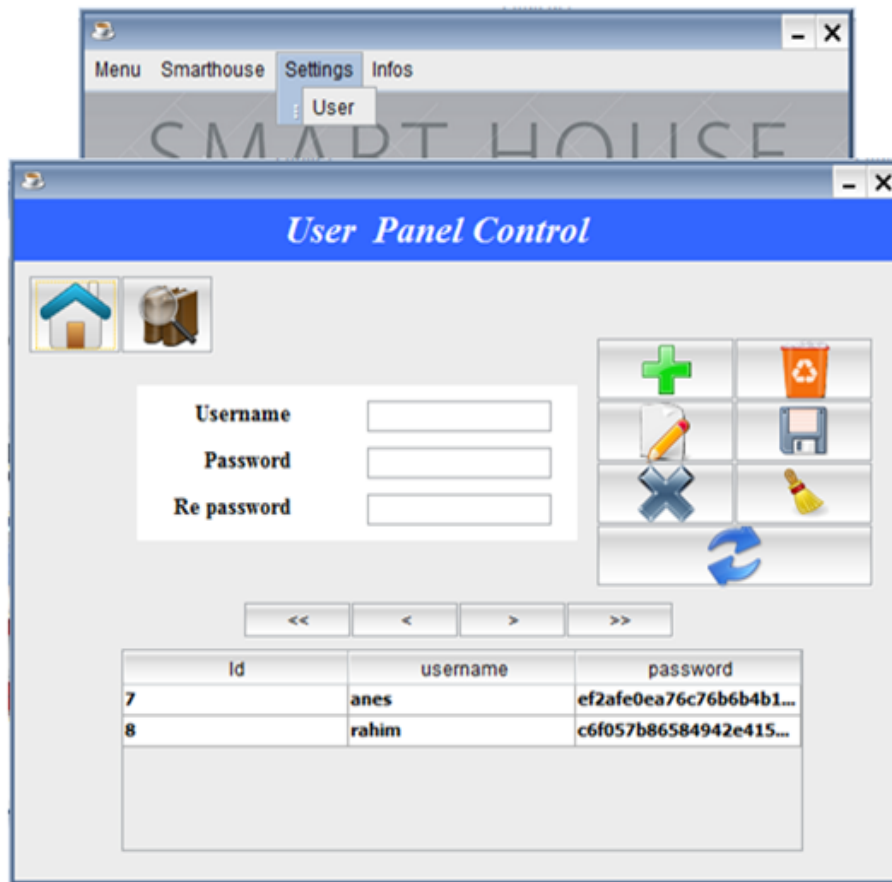 Menu Smarthouse Settings Infos
User
SMART HOUSE
User Panel Control
Username
Password
Re password
<< < > >>
Id username password
7 anes ef2afe0ea76c76b6b4b1...
8 rahim c6f057b86584942e415...